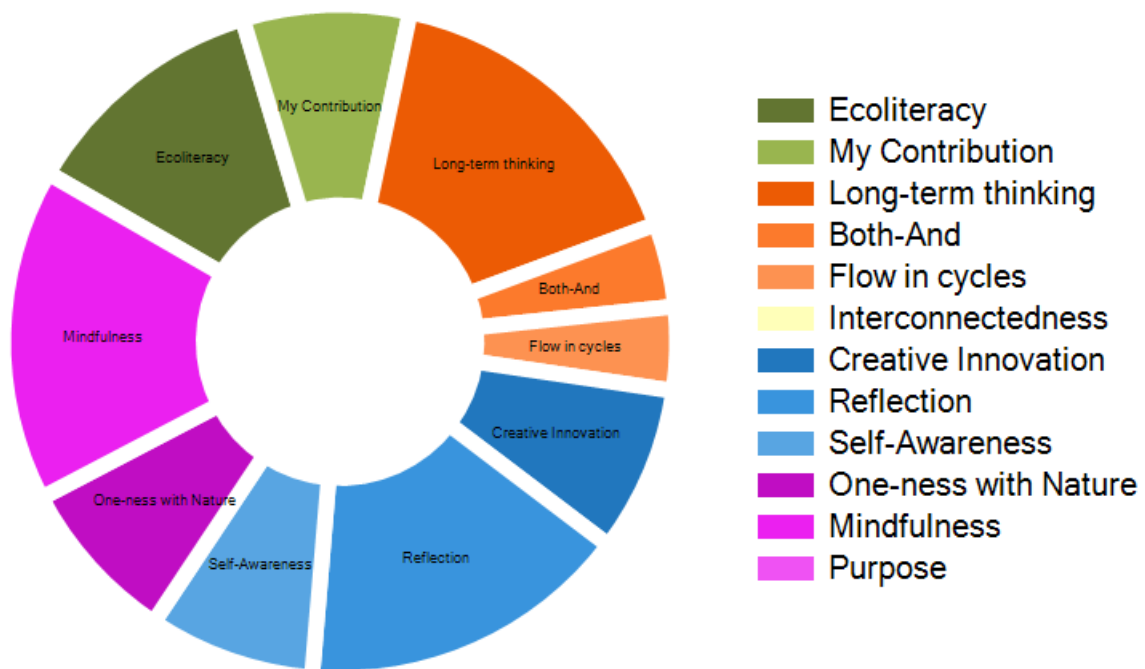 My Contribution
Ecoliteracy
Long-term thinking
Both-And
Mindfulness
Flow in cycles
Creative Innovation
One-ness with Nature
Reflection
Self-Awareness
Ecoliteracy
My Contribution
Long-term thinking
Both-And
Flow in cycles
Interconnectedness
Creative Innovation
Reflection
Self-Awareness
One-ness with Nature
Mindfulness
Purpose